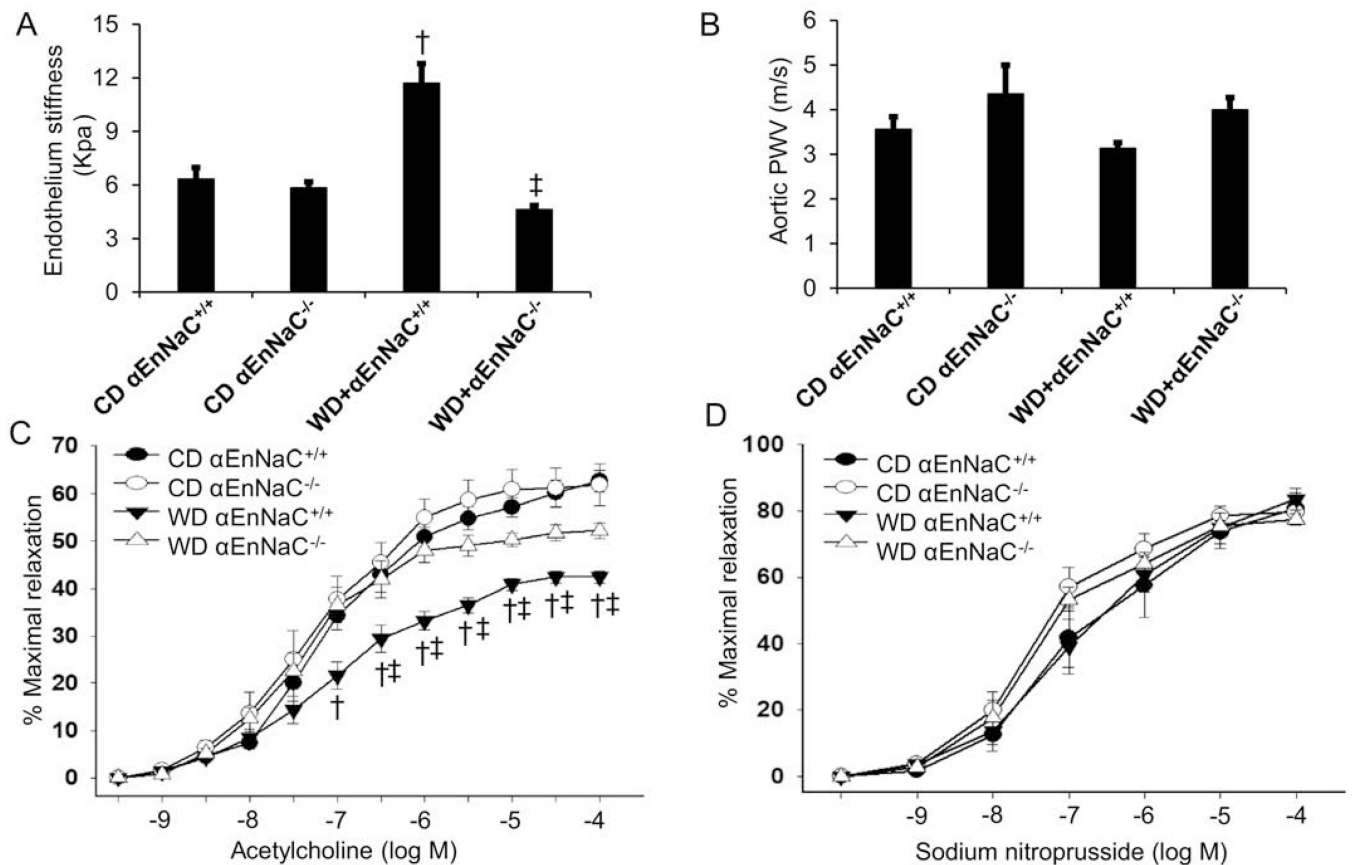 A
Endothelium stiffness
(Kpa)
15
12
9
6
3
0
†
‡
CD αEnNaC+/+
CD αEnNaC-/-
WD+αEnNaC+/+
WD+αEnNaC-/-
B
Aortic PWV (m/s)
6
5
4
3
2
1
0
CD αEnNaC+/+
CD αEnNaC-/-
WD+αEnNaC+/+
WD+αEnNaC-/-
C
% Maximal relaxation
70
60
50
40
30
20
10
0
CD αEnNaC+/+
CD αEnNaC-/-
WD αEnNaC+/+
WD αEnNaC-/-
† †‡ †‡ †‡ †‡ †‡ †‡
-9 -8 -7 -6 -5 -4
Acetylcholine (log M)
D
% Maximal relaxation
100
80
60
40
20
0
CD αEnNaC+/+
CD αEnNaC-/-
WD αEnNaC+/+
WD αEnNaC-/-
-9 -8 -7 -6 -5 -4
Sodium nitroprusside (log M)